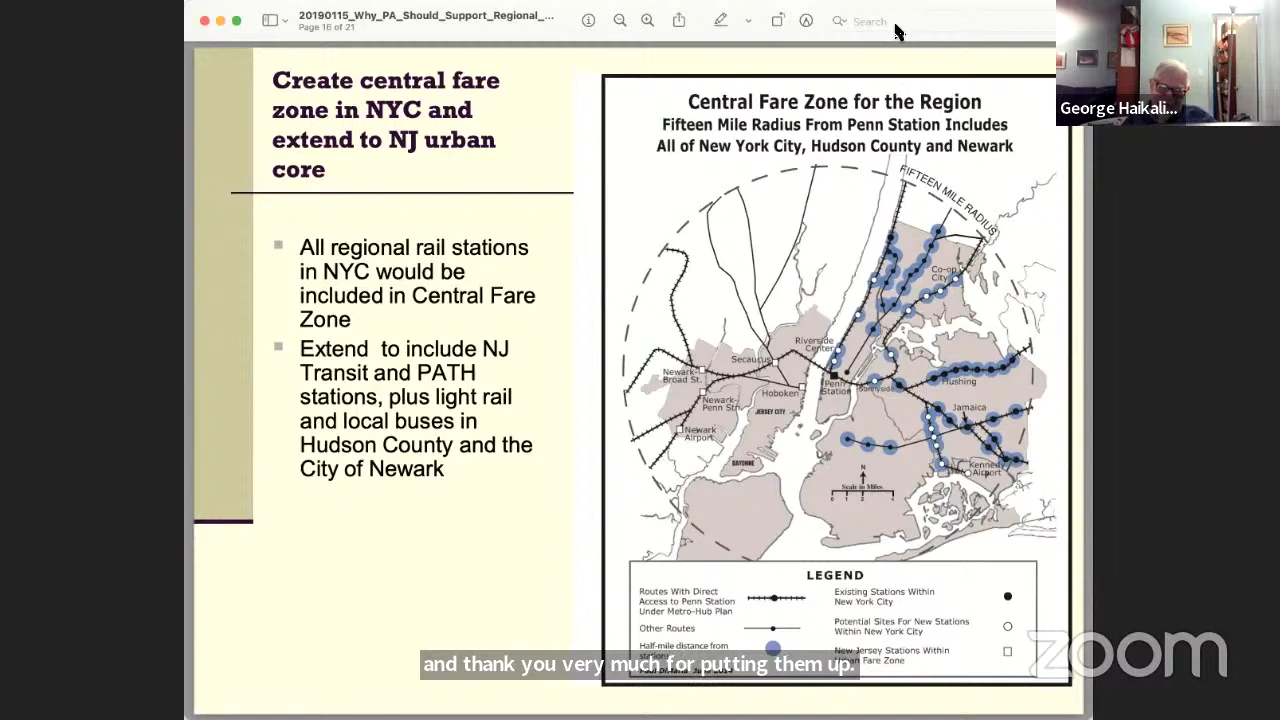 20190115_Why_PA_Should_Support_Regional_...
Page 16 of 21
Search
George Haikali...
Create central fare
zone in NYC and
extend to NJ urban
core
All regional rail stations
in NYC would be
included in Central Fare
Zone
Extend to include NJ
Transit and PATH
stations, plus light rail
and local buses in
Hudson County and the
City of Newark
Central Fare Zone for the Region
Fifteen Mile Radius From Penn Station Includes
All of New York City, Hudson County and Newark
FIFTEEN MILE RADIUS
Co-op
City
Riverside
Center
Secaucus
Newark-
Broad St.
Penn
Station
Sunnyside
Flushing
Hoboken
Newark-
Penn Stn.
JERSEY CITY
Jamaica
Newark
Airport
BAYONNE
Kennedy
Airport
N
Scale in Miles
0 1 2 4
LEGEND
Routes With Direct
Access to Penn Station
Under Metro-Hub Plan
Other Routes
Half-mile distance from
Existing Stations Within
New York City
Potential Sites For New Stations
Within New York City
New Jersey Stations Within
Urban Fare Zone
and thank you very much for putting them up.
zoom